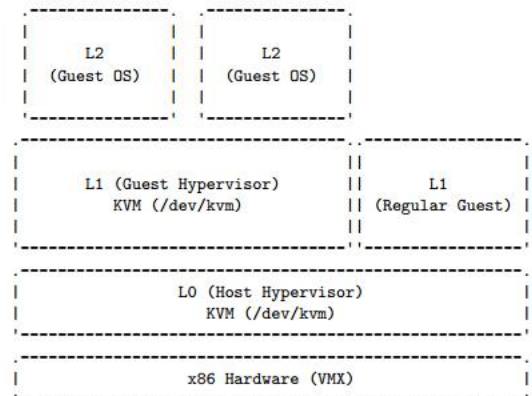 L2 L2
(Guest OS) (Guest OS)
L1 (Guest Hypervisor) L1
KVM (/dev/kvm) (Regular Guest)
L0 (Host Hypervisor)
KVM (/dev/kvm)
x86 Hardware (VMX)